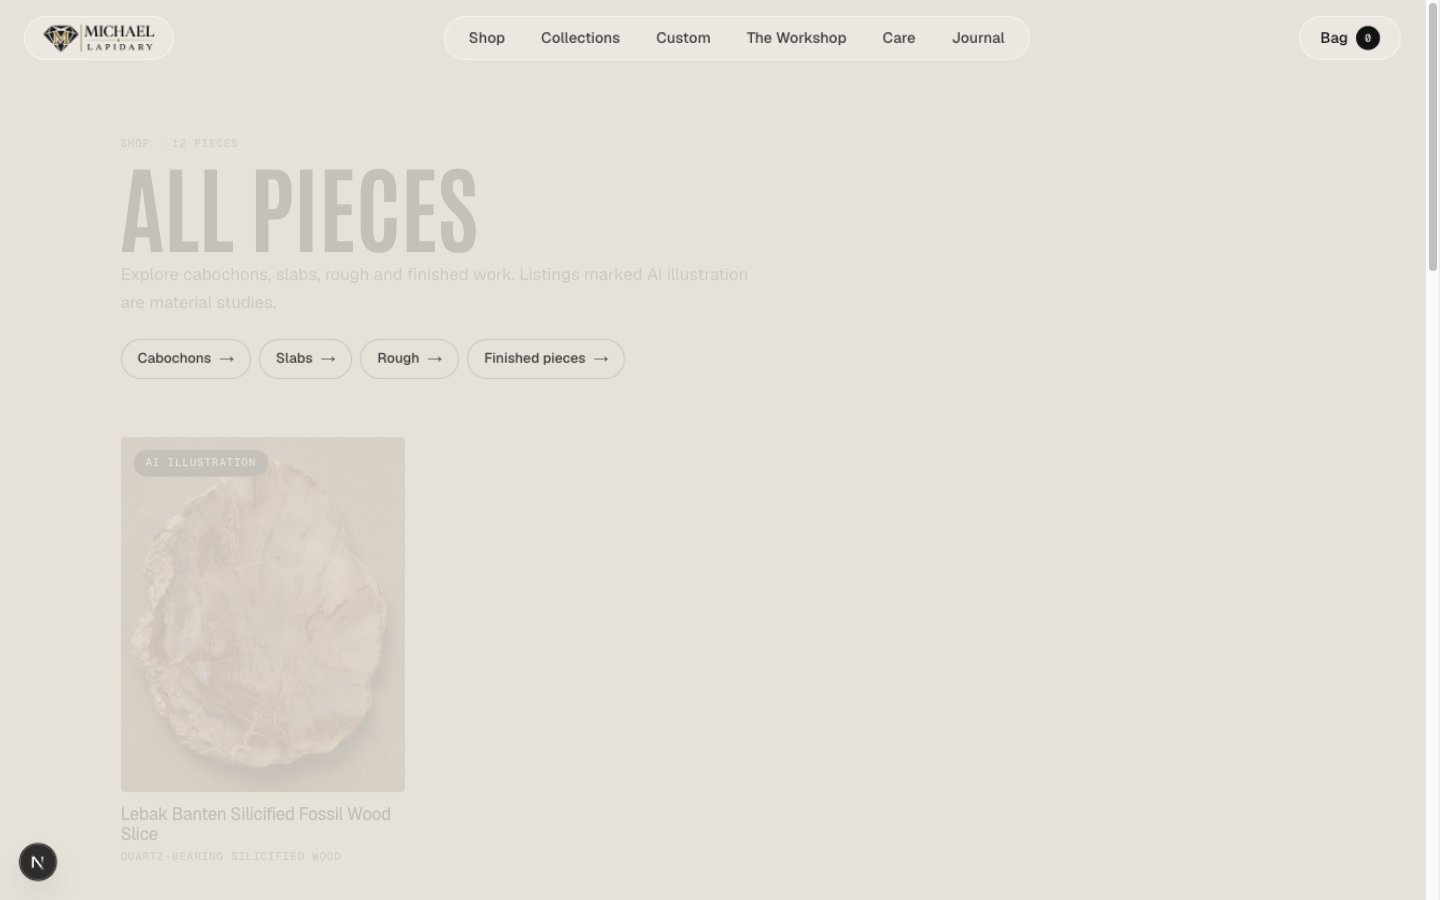 MICHAEL
LAPIDARY
Shop
Collections
Custom
The Workshop
Care
Journal
Bag 0
SHOP · 12 PIECES
ALL PIECES
Explore cabochons, slabs, rough and finished work. Listings marked AI illustration
are material studies.
Cabochons →
Slabs →
Rough →
Finished pieces →
AI ILLUSTRATION
Lebak Banten Silicified Fossil Wood
Slice
QUARTZ-BEARING SILICIFIED WOOD
N